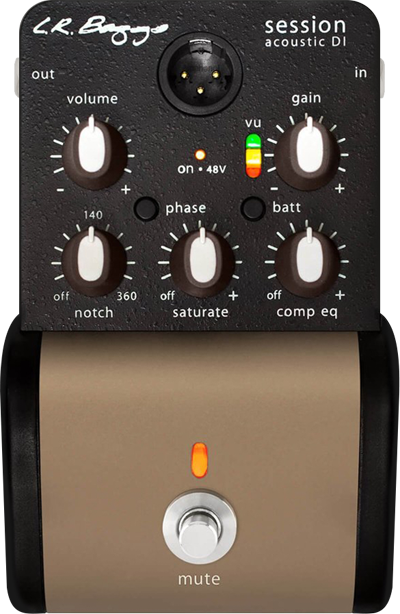 L.R. Baggs
session
acoustic DI
out
in
volume
gain
vu
on • 48V
- +
- +
phase
batt
140
off 360
off +
off +
notch
saturate
comp eq
mute